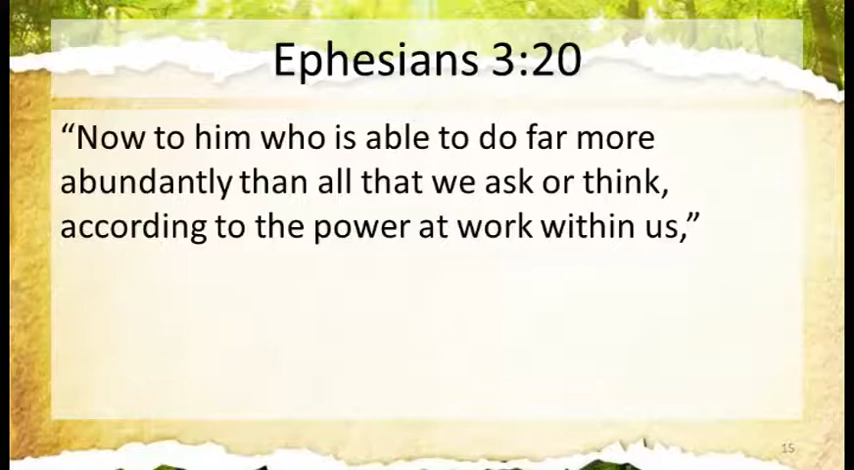 Ephesians 3:20
“Now to him who is able to do far more
abundantly than all that we ask or think,
according to the power at work within us,”
15